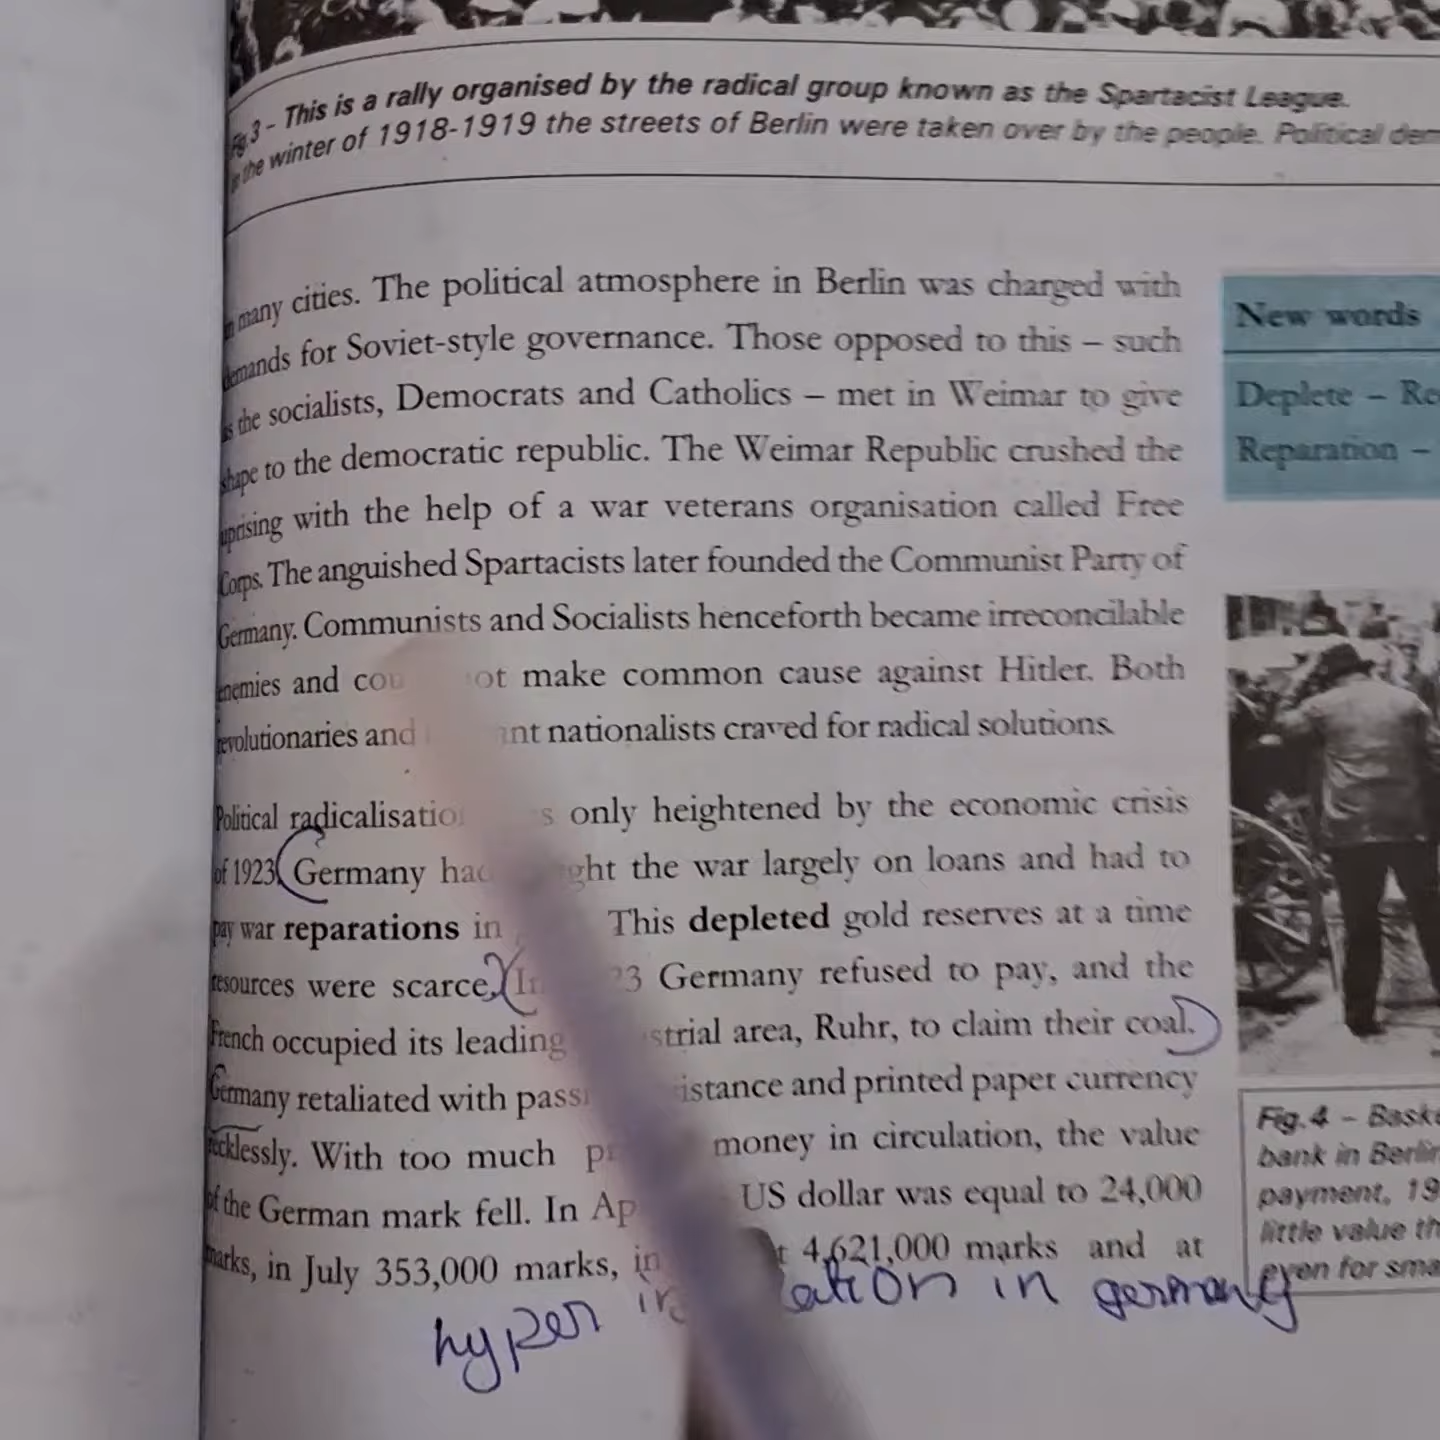 Fig.3 – This is a rally organised by the radical group known as the Spartacist League.
the winter of 1918-1919 the streets of Berlin were taken over by the people. Political
many cities. The political atmosphere in Berlin was charged with
demands for Soviet-style governance. Those opposed to this – such
as the socialists, Democrats and Catholics – met in Weimar to give
shape to the democratic republic. The Weimar Republic crushed the
uprising with the help of a war veterans organisation called Free
Corps. The anguished Spartacists later founded the Communist Party of
Germany. Communists and Socialists henceforth became irreconcilable
enemies and make common cause against Hitler. Both
revolutionaries and nationalists craved for radical solutions.
Political only heightened by the economic crisis
of 1923. Germany the war largely on loans and had to
pay war reparations in This depleted gold reserves at a time
resources were scarce. Germany refused to pay, and the
French occupied its leading area, Ruhr, to claim their coal.
Germany retaliated with and printed paper currency
recklessly. With too much money in circulation, the value
of the German mark fell. In US dollar was equal to 24,000
marks, in July 353,000 marks, in 4,621,000 marks and at
hyper in germany
New words
Deplete –
Reparation –
Fig.4 –
bank in Berlin
payment, 19
little value
even for